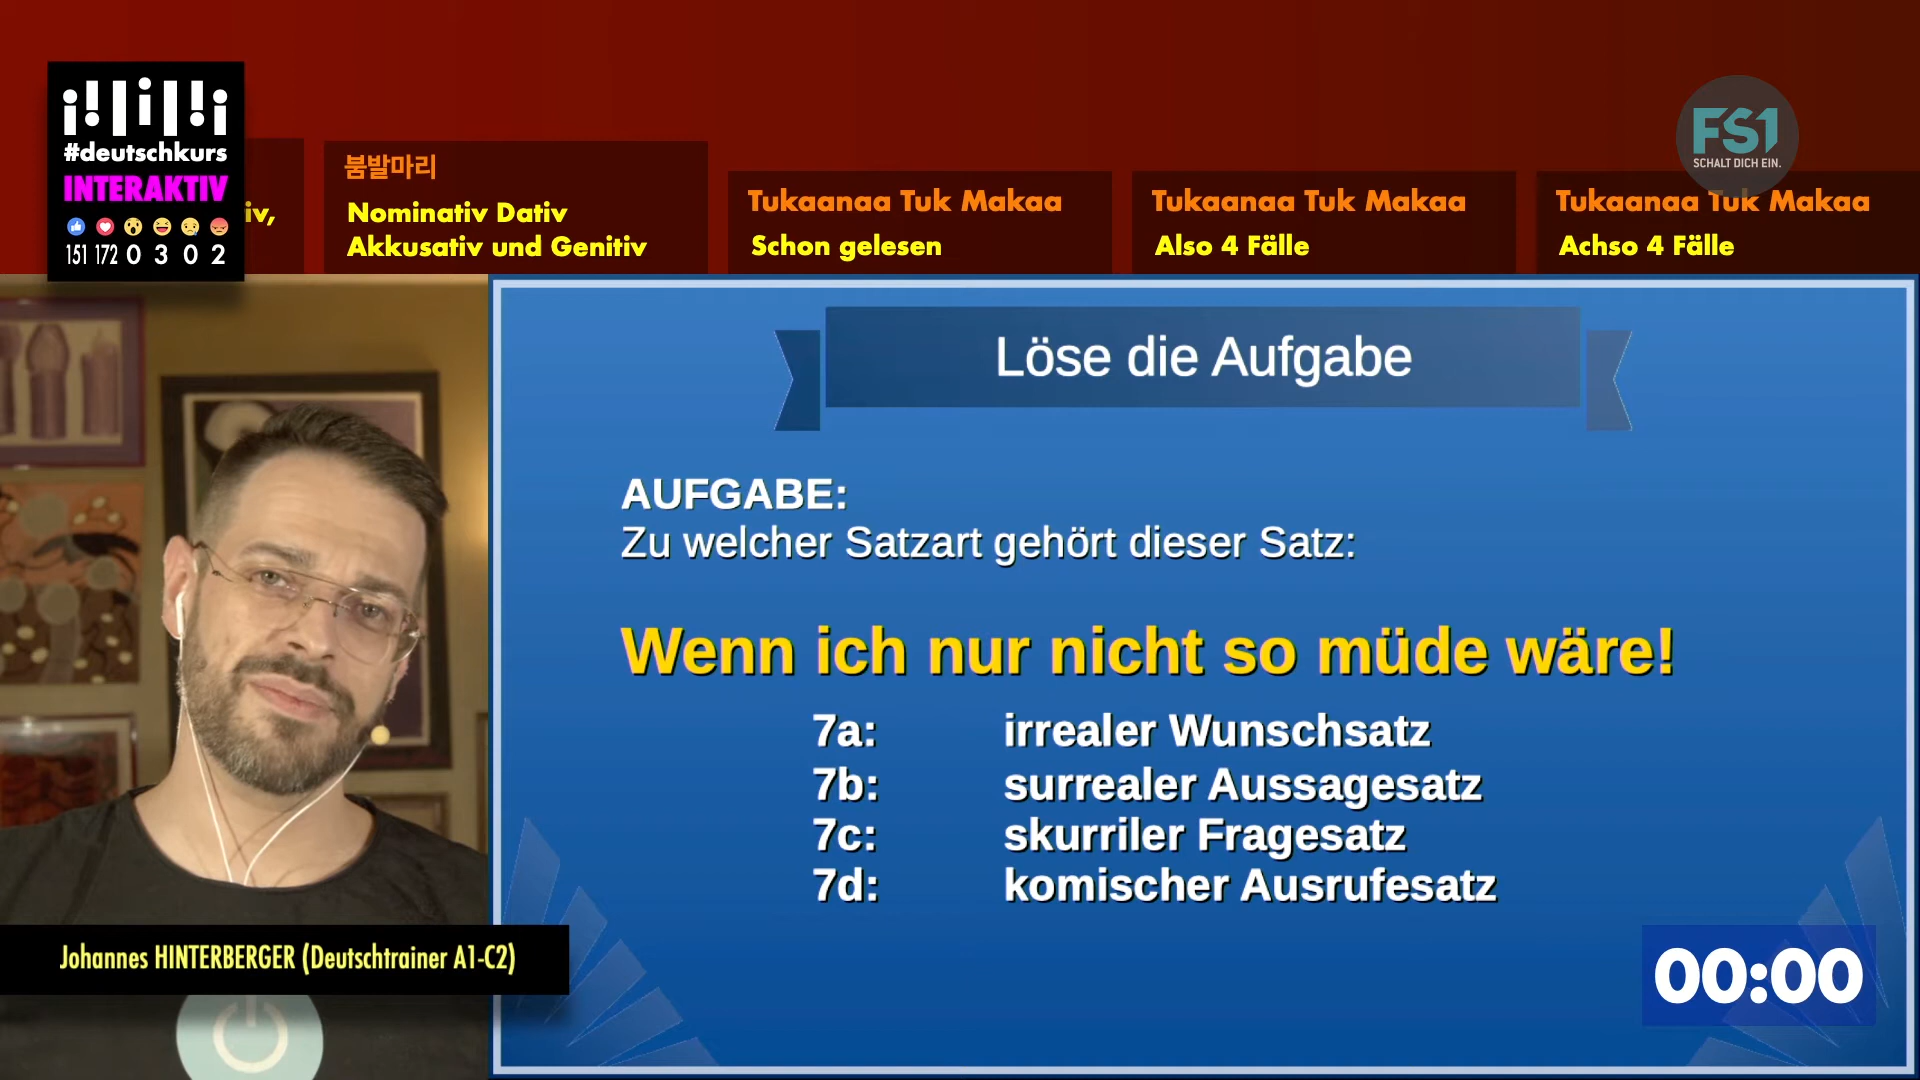 #deutschkurs
INTERAKTIV
151 172 0 3 0 2
iv,
붐발마리
Nominativ Dativ
Akkusativ und Genitiv
Tukaanaa Tuk Makaa
Schon gelesen
Tukaanaa Tuk Makaa
Also 4 Fälle
Tukaanaa Tuk Makaa
Achso 4 Fälle
FS1
SCHALT DICH EIN.
Löse die Aufgabe
AUFGABE:
Zu welcher Satzart gehört dieser Satz:
Wenn ich nur nicht so müde wäre!
7a: irrealer Wunschsatz
7b: surrealer Aussagesatz
7c: skurriler Fragesatz
7d: komischer Ausrufesatz
Johannes HINTERBERGER (Deutschtrainer A1-C2)
00:00